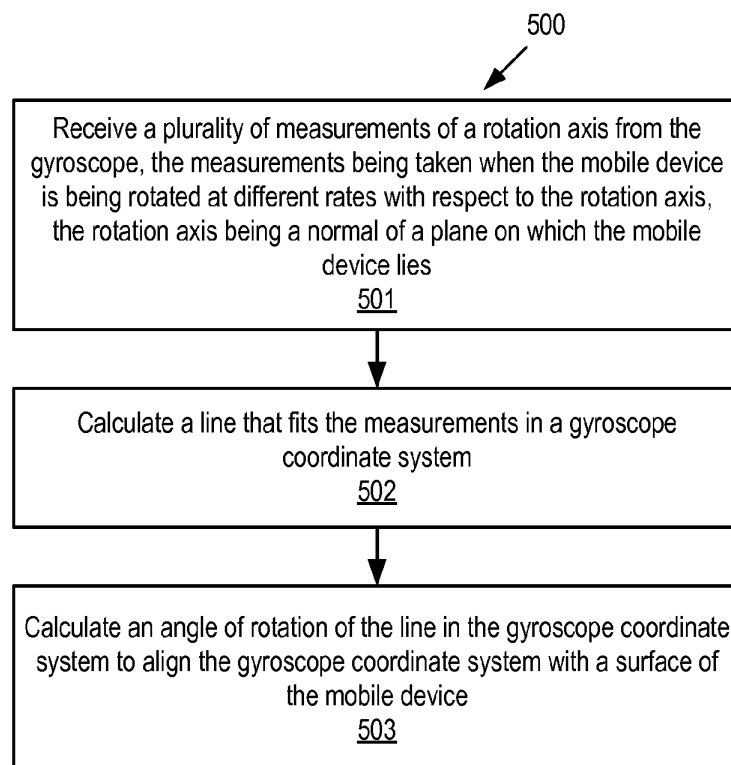 500
Receive a plurality of measurements of a rotation axis from the
gyroscope, the measurements being taken when the mobile device
is being rotated at different rates with respect to the rotation axis,
the rotation axis being a normal of a plane on which the mobile
device lies
501
Calculate a line that fits the measurements in a gyroscope
coordinate system
502
Calculate an angle of rotation of the line in the gyroscope coordinate
system to align the gyroscope coordinate system with a surface of
the mobile device
503